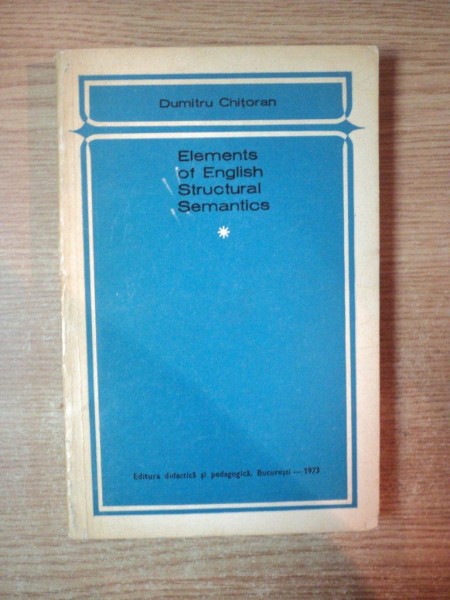 Dumitru Chițoran
Elements
of English
Structural
Semantics
*
Editura didactică și pedagogică, București — 1973